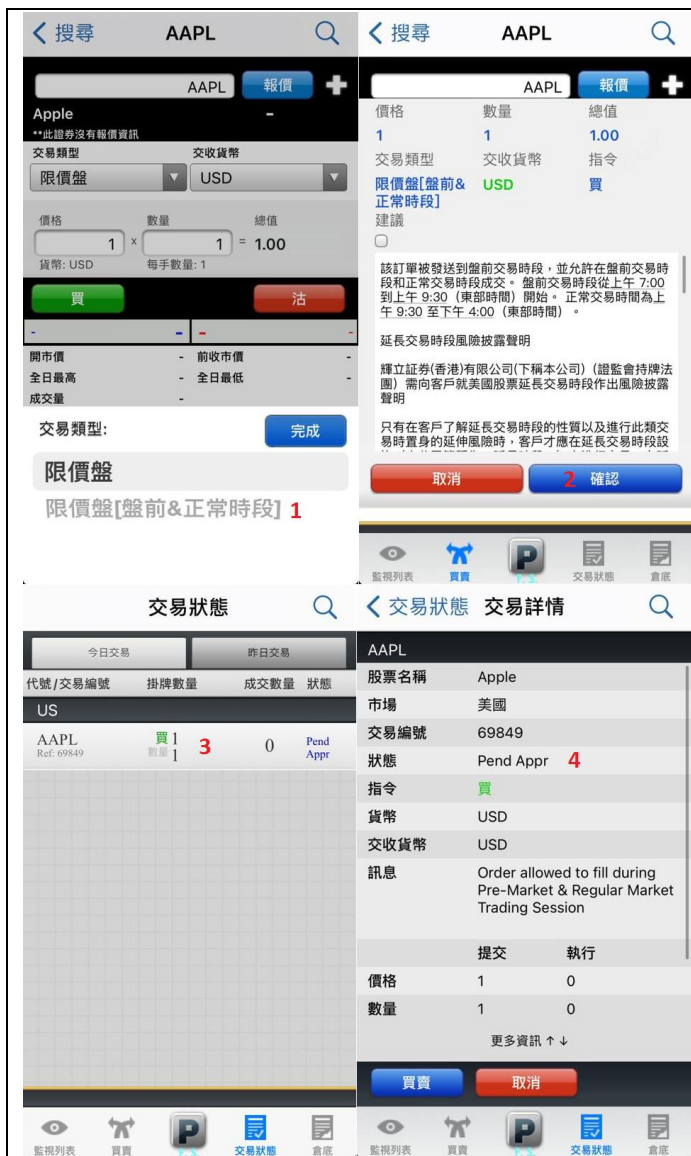 搜尋 AAPL
AAPL 報價
Apple -
**此證券沒有報價資訊
交易類型 交收貨幣
限價盤 USD
價格 數量 總值
1 x 1 = 1.00
貨幣: USD 每手數量: 1
買 沽
- - - -
開市價 - 前收市價 -
全日最高 - 全日最低 -
成交量 -
交易類型: 完成
限價盤
限價盤[盤前&正常時段] 1
搜尋 AAPL
AAPL 報價
價格 數量 總值
1 1 1.00
交易類型 交收貨幣 指令
限價盤[盤前& USD 買
正常時段]
建議
該訂單被發送到盤前交易時段，並允許在盤前交易時
段和正常交易時段成交。 盤前交易時段從上午 7:00
到上午 9:30（東部時間）開始。 正常交易時間為上
午 9:30 至下午 4:00（東部時間）。
延長交易時段風險披露聲明
輝立証券(香港)有限公司(下稱本公司)（證監會持牌法
團）需向客戶就美國股票延長交易時段作出風險披露
聲明
只有在客戶了解延長交易時段的性質以及進行此類交
易時置身的延伸風險時，客戶才應在延長交易時段設
取消 2 確認
監視列表 買賣 P P.S. 交易狀態 倉底
交易狀態
今日交易 昨日交易
代號/交易編號 掛牌數量 成交數量 狀態
US
AAPL 買 1 3 0 Pend
Ref: 69849 數量 1 Appr
監視列表 買賣 P P.S. 交易狀態 倉底
交易狀態 交易詳情
AAPL
股票名稱 Apple
市場 美國
交易編號 69849
狀態 Pend Appr 4
指令 買
貨幣 USD
交收貨幣 USD
訊息 Order allowed to fill during
Pre-Market & Regular Market
Trading Session
提交 執行
價格 1 0
數量 1 0
更多資訊 ↑ ↓
買賣 取消
監視列表 買賣 P P.S. 交易狀態 倉底